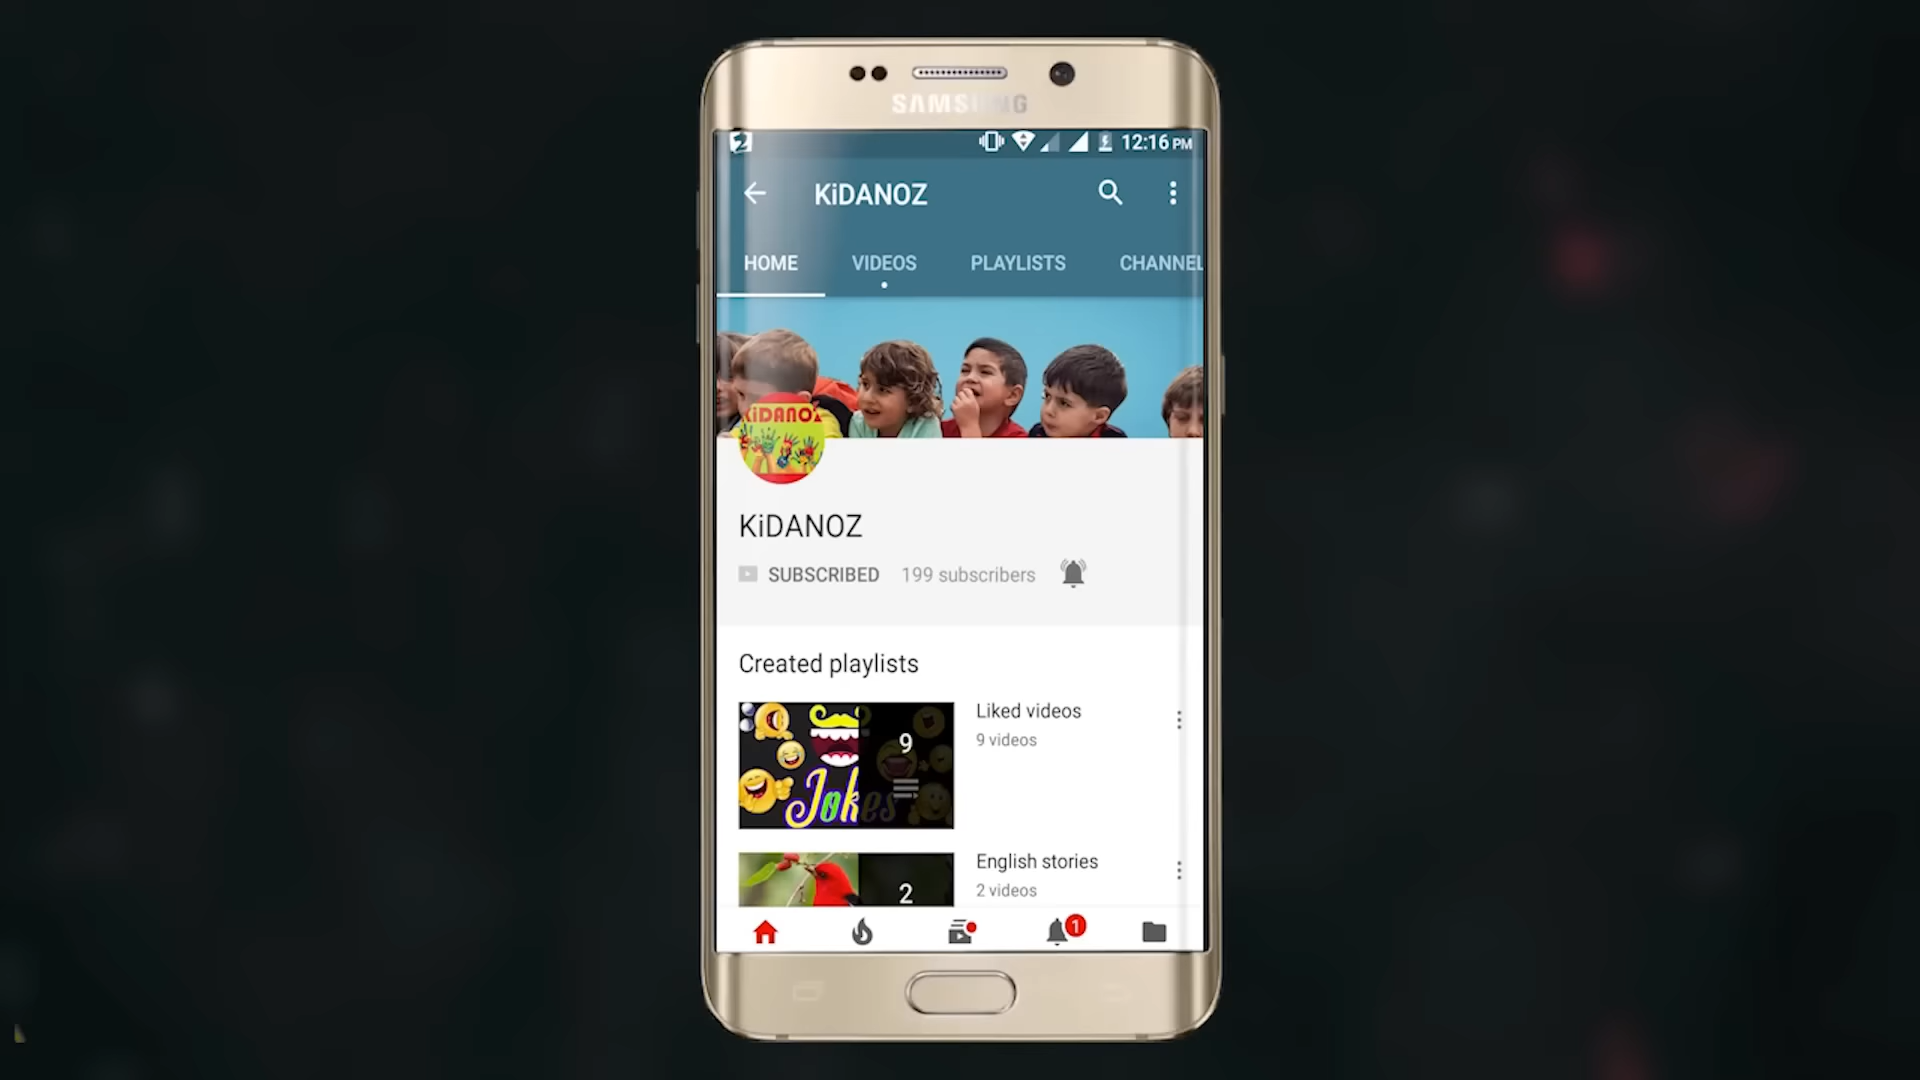 SAMSUNG
2
12:16 PM
KiDANOZ
HOME VIDEOS PLAYLISTS CHANNEL
KiDANOZ
KiDANOZ
SUBSCRIBED 199 subscribers
Created playlists
9
Jokes
Liked videos
9 videos
2
English stories
2 videos
1